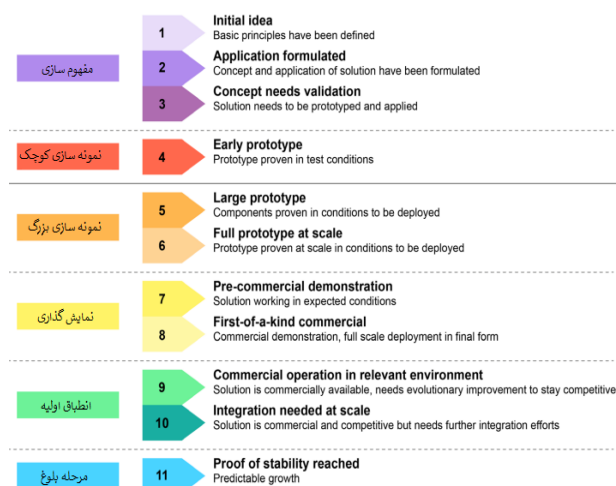 1
Initial idea
Basic principles have been defined
مفهوم سازی
2
Application formulated
Concept and application of solution have been formulated
3
Concept needs validation
Solution needs to be prototyped and applied
نمونه سازی کوچک
4
Early prototype
Prototype proven in test conditions
نمونه سازی بزرگ
5
Large prototype
Components proven in conditions to be deployed
6
Full prototype at scale
Prototype proven at scale in conditions to be deployed
نمایش گذاری
7
Pre-commercial demonstration
Solution working in expected conditions
8
First-of-a-kind commercial
Commercial demonstration, full scale deployment in final form
انطباق اولیه
9
Commercial operation in relevant environment
Solution is commercially available, needs evolutionary improvement to stay competitive
10
Integration needed at scale
Solution is commercial and competitive but needs further integration efforts
مرحله بلوغ
11
Proof of stability reached
Predictable growth